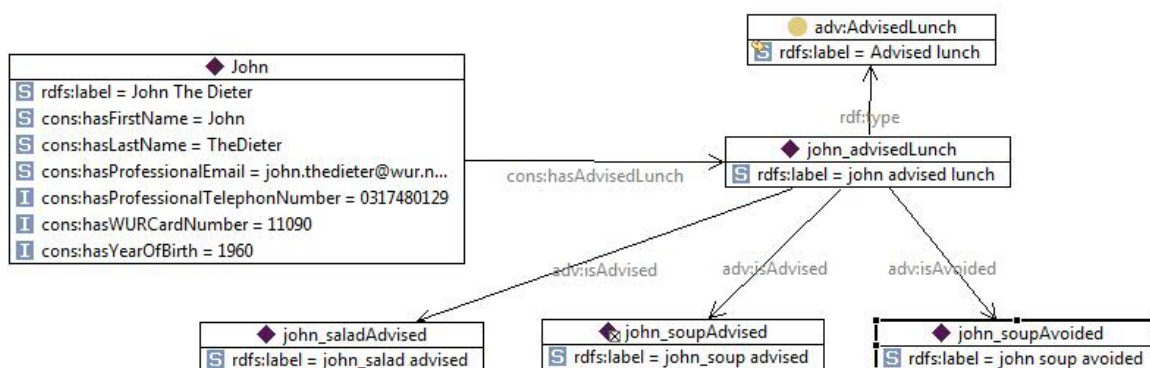 adv:AdvisedLunch
rdfs:label = Advised lunch
John
S rdfs:label = John The Dieter
S cons:hasFirstName = John
S cons:hasLastName = TheDieter
S cons:hasProfessionalEmail = john.thedieter@wur.n...
I cons:hasProfessionalTelephonNumber = 0317480129
I cons:hasWURCardNumber = 11090
I cons:hasYearOfBirth = 1960
rdf:type
john_advisedLunch
S rdfs:label = john advised lunch
cons:hasAdvisedLunch
adv:isAdvised
adv:isAdvised
adv:isAvoided
john_saladAdvised
S rdfs:label = john_salad advised
john_soupAdvised
S rdfs:label = john_soup advised
john_soupAvoided
S rdfs:label = john soup avoided